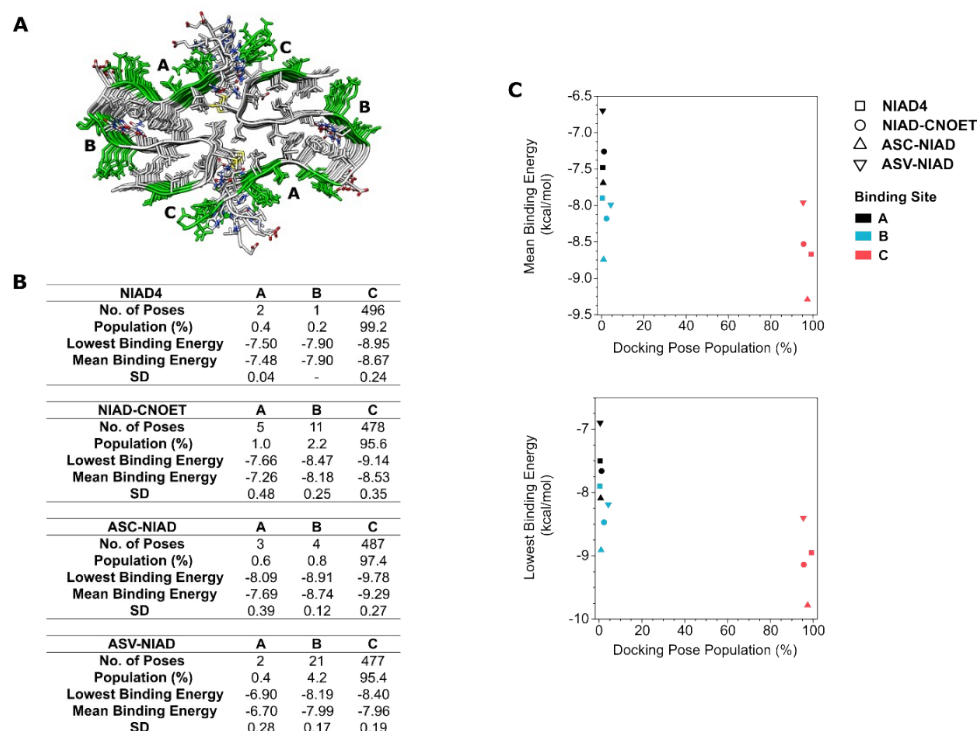 A
A
C
B
B
A
C
B
NIAD4 A B C
No. of Poses 2 1 496
Population (%) 0.4 0.2 99.2
Lowest Binding Energy -7.50 -7.90 -8.95
Mean Binding Energy -7.48 -7.90 -8.67
SD 0.04 - 0.24
NIAD-CNOET A B C
No. of Poses 5 11 478
Population (%) 1.0 2.2 95.6
Lowest Binding Energy -7.66 -8.47 -9.14
Mean Binding Energy -7.26 -8.18 -8.53
SD 0.48 0.25 0.35
ASC-NIAD A B C
No. of Poses 3 4 487
Population (%) 0.6 0.8 97.4
Lowest Binding Energy -8.09 -8.91 -9.78
Mean Binding Energy -7.69 -8.74 -9.29
SD 0.39 0.12 0.27
ASV-NIAD A B C
No. of Poses 2 21 477
Population (%) 0.4 4.2 95.4
Lowest Binding Energy -6.90 -8.19 -8.40
Mean Binding Energy -6.70 -7.99 -7.96
SD 0.28 0.17 0.19
C
Mean Binding Energy
(kcal/mol)
-6.5
-7.0
-7.5
-8.0
-8.5
-9.0
-9.5
0 20 40 60 80 100
Docking Pose Population (%)
NIAD4
NIAD-CNOET
ASC-NIAD
ASV-NIAD
Binding Site
A
B
C
Lowest Binding Energy
(kcal/mol)
-7
-8
-9
-10
0 20 40 60 80 100
Docking Pose Population (%)